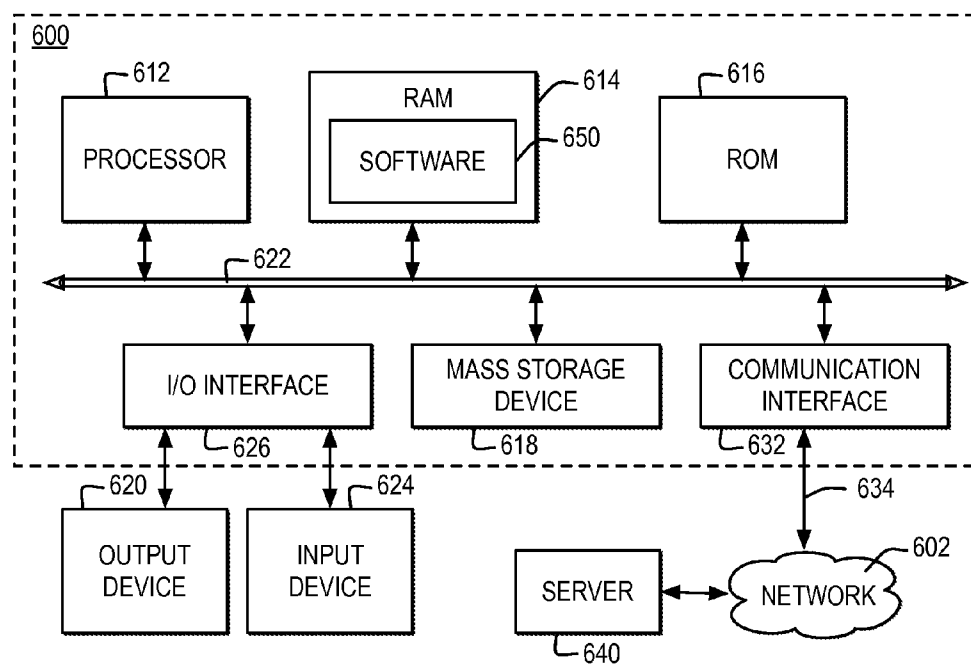 600
612
PROCESSOR
RAM
614
SOFTWARE
650
616
ROM
622
I/O INTERFACE
626
MASS STORAGE
DEVICE
618
COMMUNICATION
INTERFACE
632
634
620
OUTPUT
DEVICE
624
INPUT
DEVICE
SERVER
640
602
NETWORK